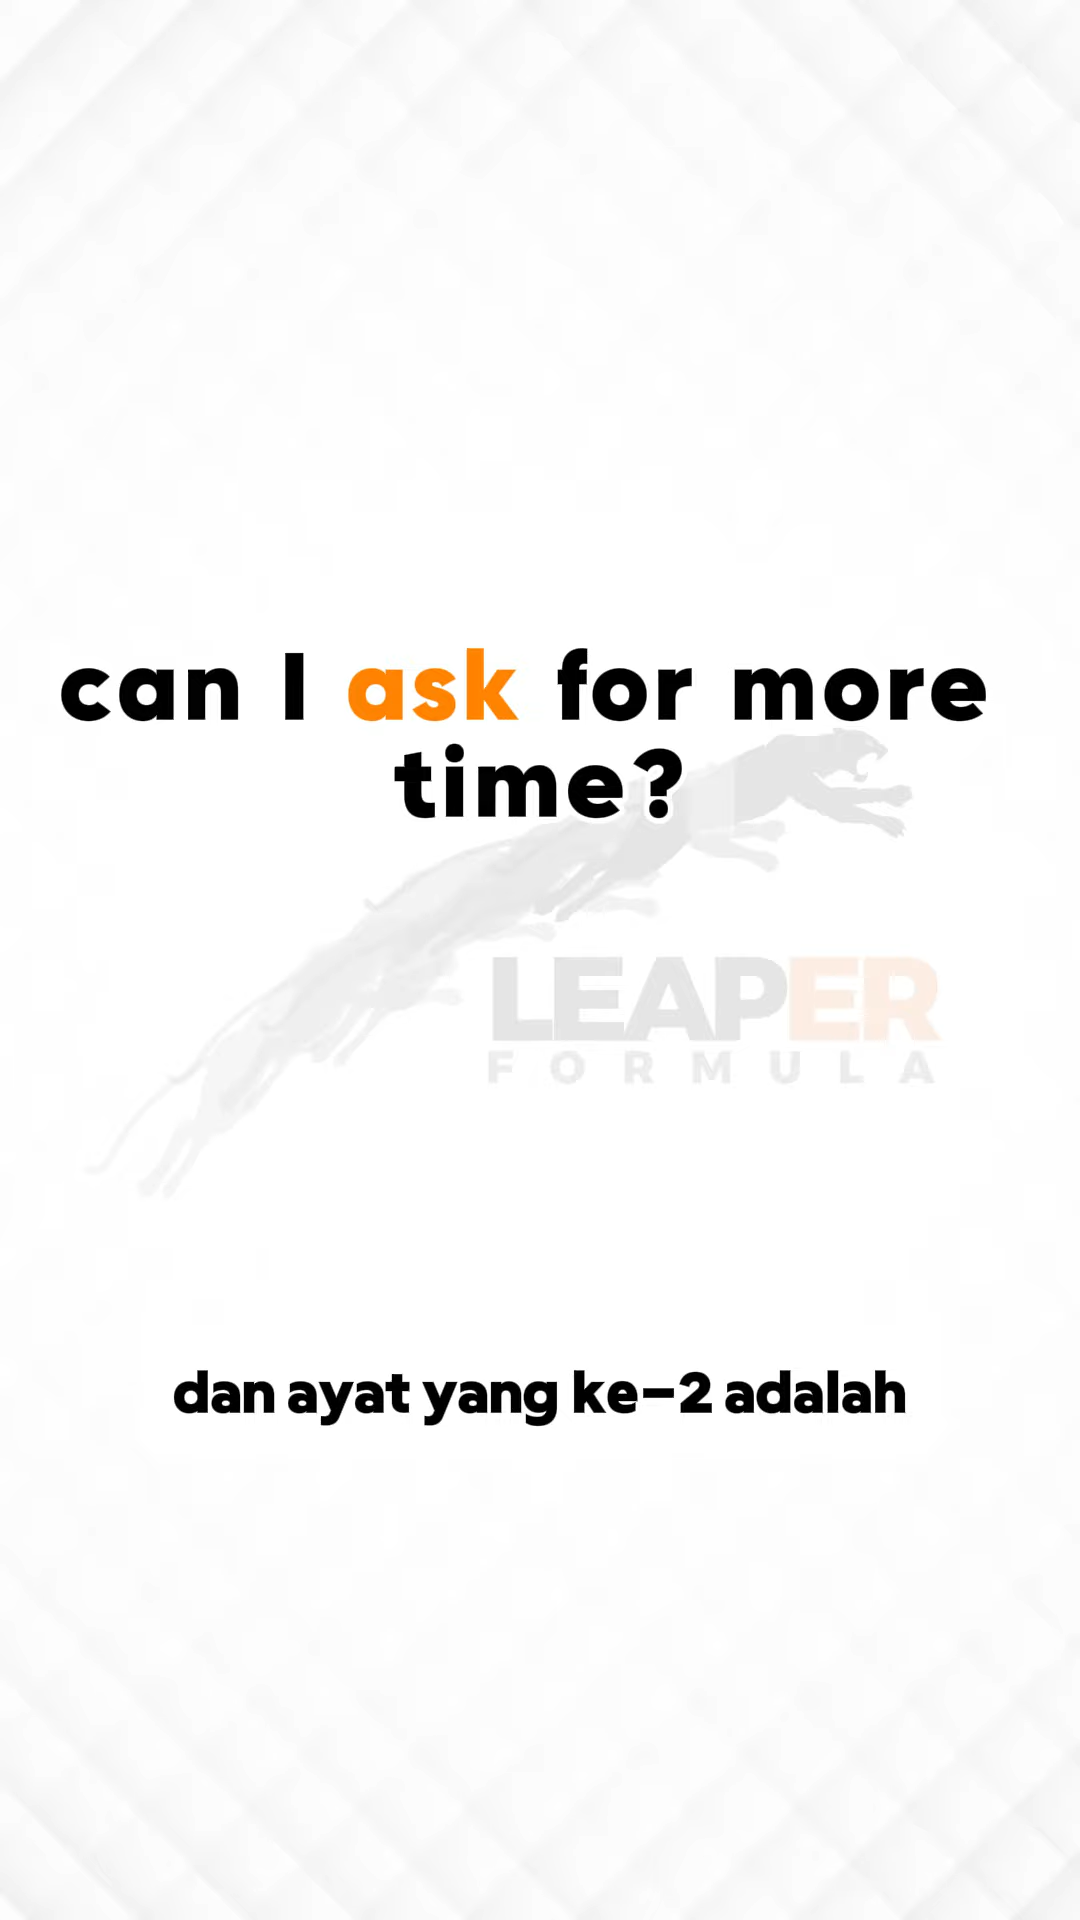 can I ask for more
time?
LEAPER
FORMULA
dan ayat yang ke-2 adalah